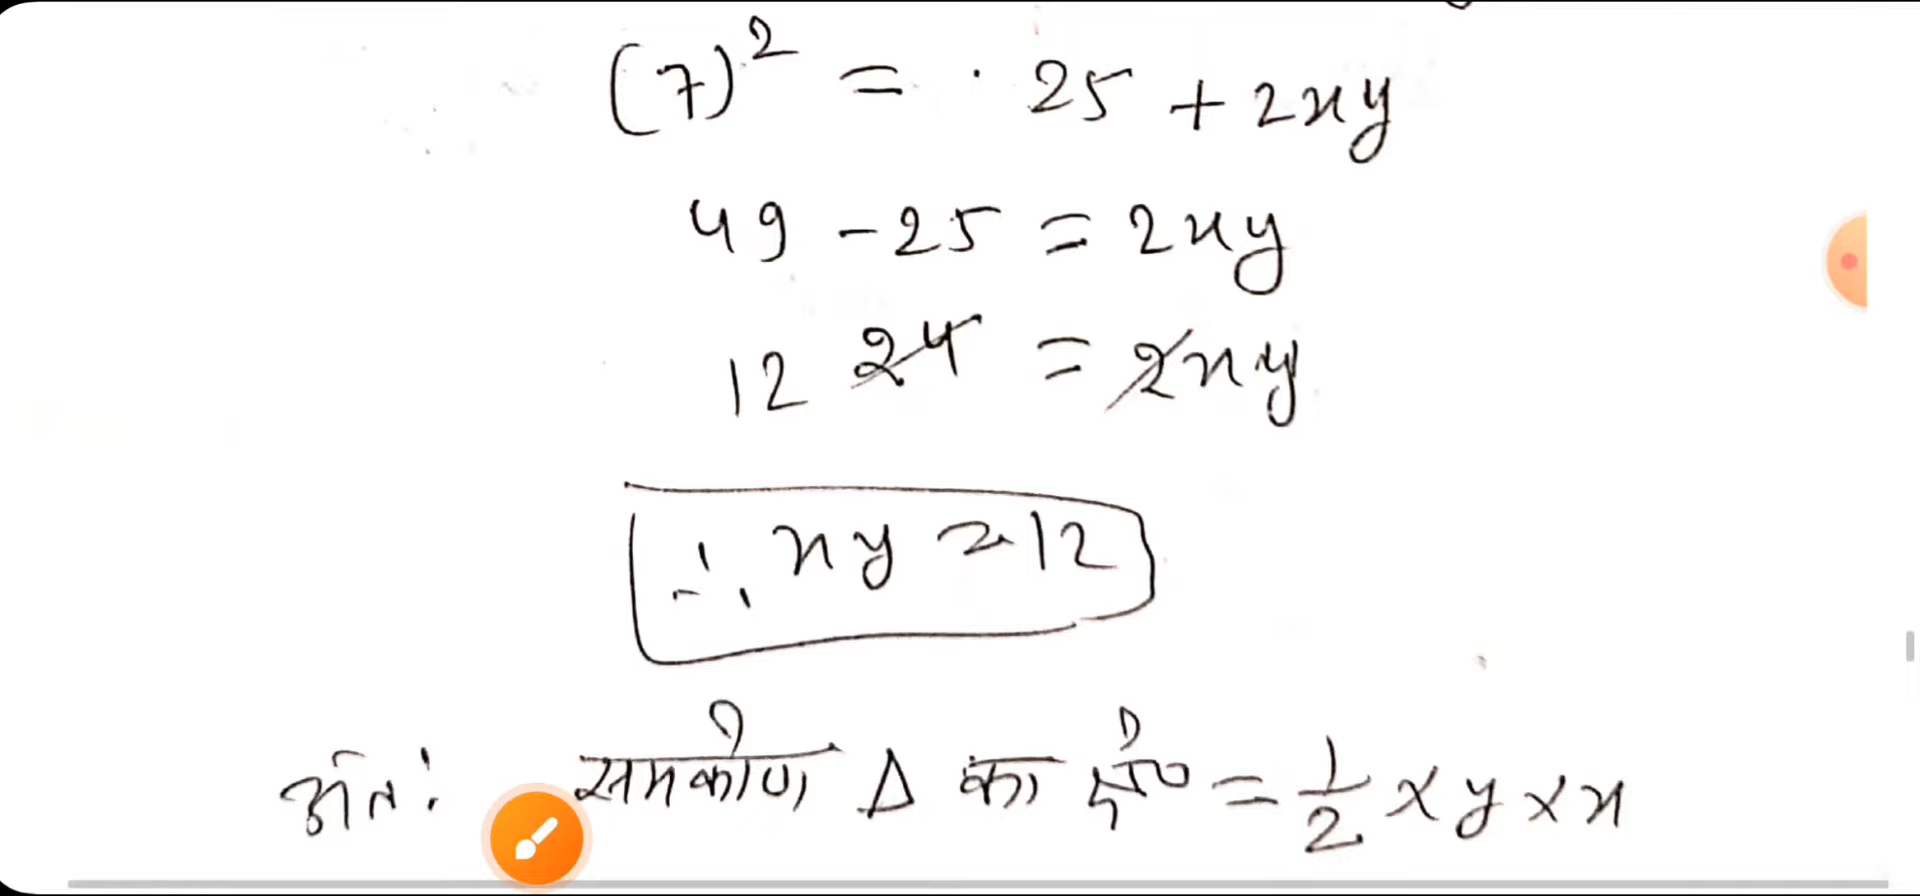 (7)² = 25 + 2xy
49 - 25 = 2xy
12 24 = 2xy
∴ xy = 12
अतः समकोण Δ का क्षे० = 1/2 × y × x